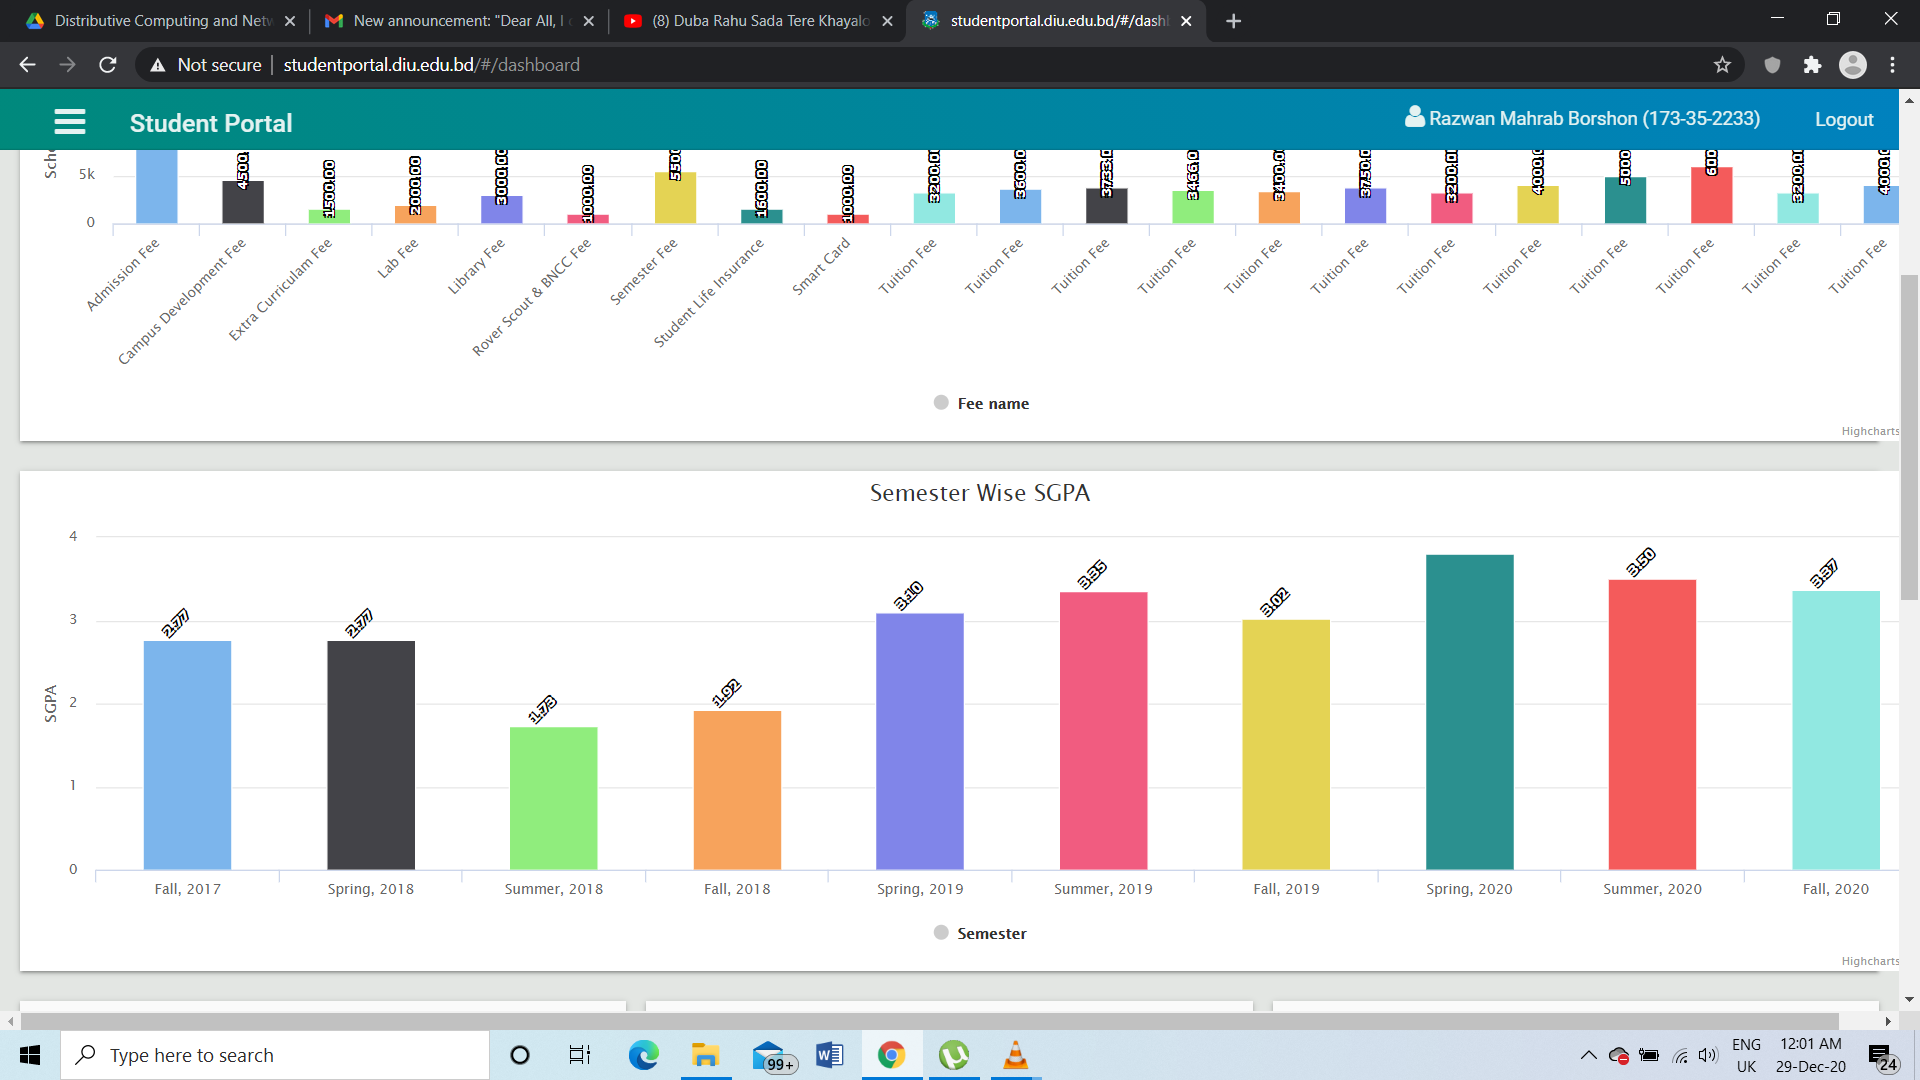 Distributive Computing and Netw
New announcement: "Dear All, I
(8) Duba Rahu Sada Tere Khayalo
studentportal.diu.edu.bd/#/dash
Not secure
studentportal.diu.edu.bd/#/dashboard
Student Portal
Razwan Mahrab Borshon (173-35-2233)
Logout
Sch
5k
0
4500.
1500.00
2000.00
3000.00
1000.00
550
1500.00
1000.00
3200.0
3600.0
3733.0
3466.0
3400.0
3750.0
3200.0
4000.0
5000
600
3200.0
4000.0
Admission Fee
Campus Development Fee
Extra Curriculam Fee
Lab Fee
Library Fee
Rover Scout & BNCC Fee
Semester Fee
Student Life Insurance
Smart Card
Tuition Fee
Tuition Fee
Tuition Fee
Tuition Fee
Tuition Fee
Tuition Fee
Tuition Fee
Tuition Fee
Tuition Fee
Tuition Fee
Tuition Fee
Tuition Fee
Fee name
Highcharts
Semester Wise SGPA
SGPA
4
3
2
1
0
2.77
2.77
1.73
1.92
3.10
3.35
3.02
3.50
3.37
Fall, 2017
Spring, 2018
Summer, 2018
Fall, 2018
Spring, 2019
Summer, 2019
Fall, 2019
Spring, 2020
Summer, 2020
Fall, 2020
Semester
Highcharts
Type here to search
99+
ENG
UK
12:01 AM
29-Dec-20
24